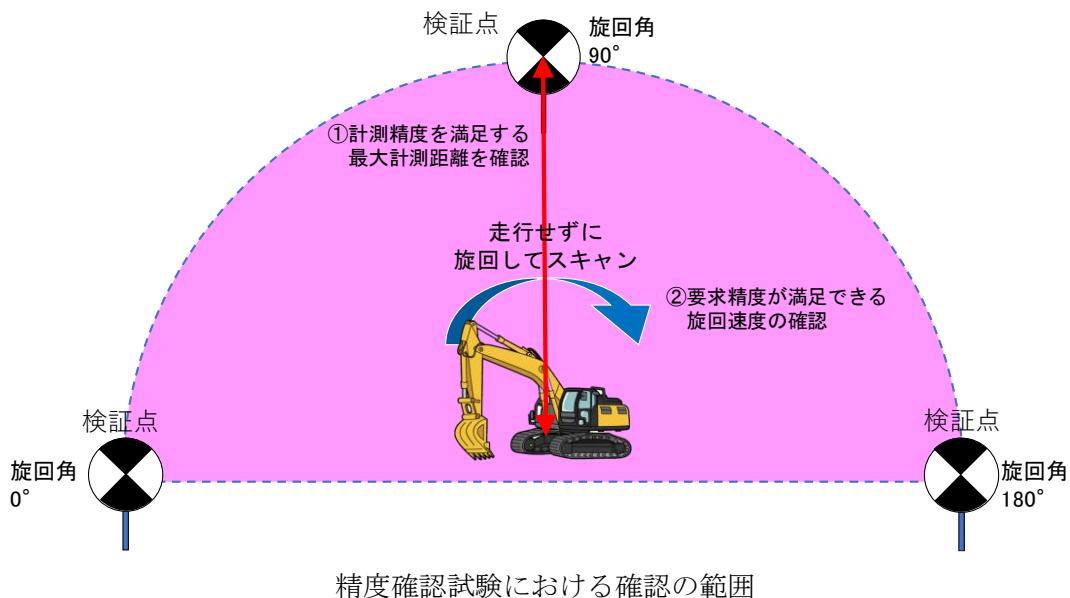 検証点
旋回角
90°
①計測精度を満足する
最大計測距離を確認
走行せずに
旋回してスキャン
②要求精度が満足できる
旋回速度の確認
検証点
旋回角
0°
検証点
旋回角
180°
精度確認試験における確認の範囲